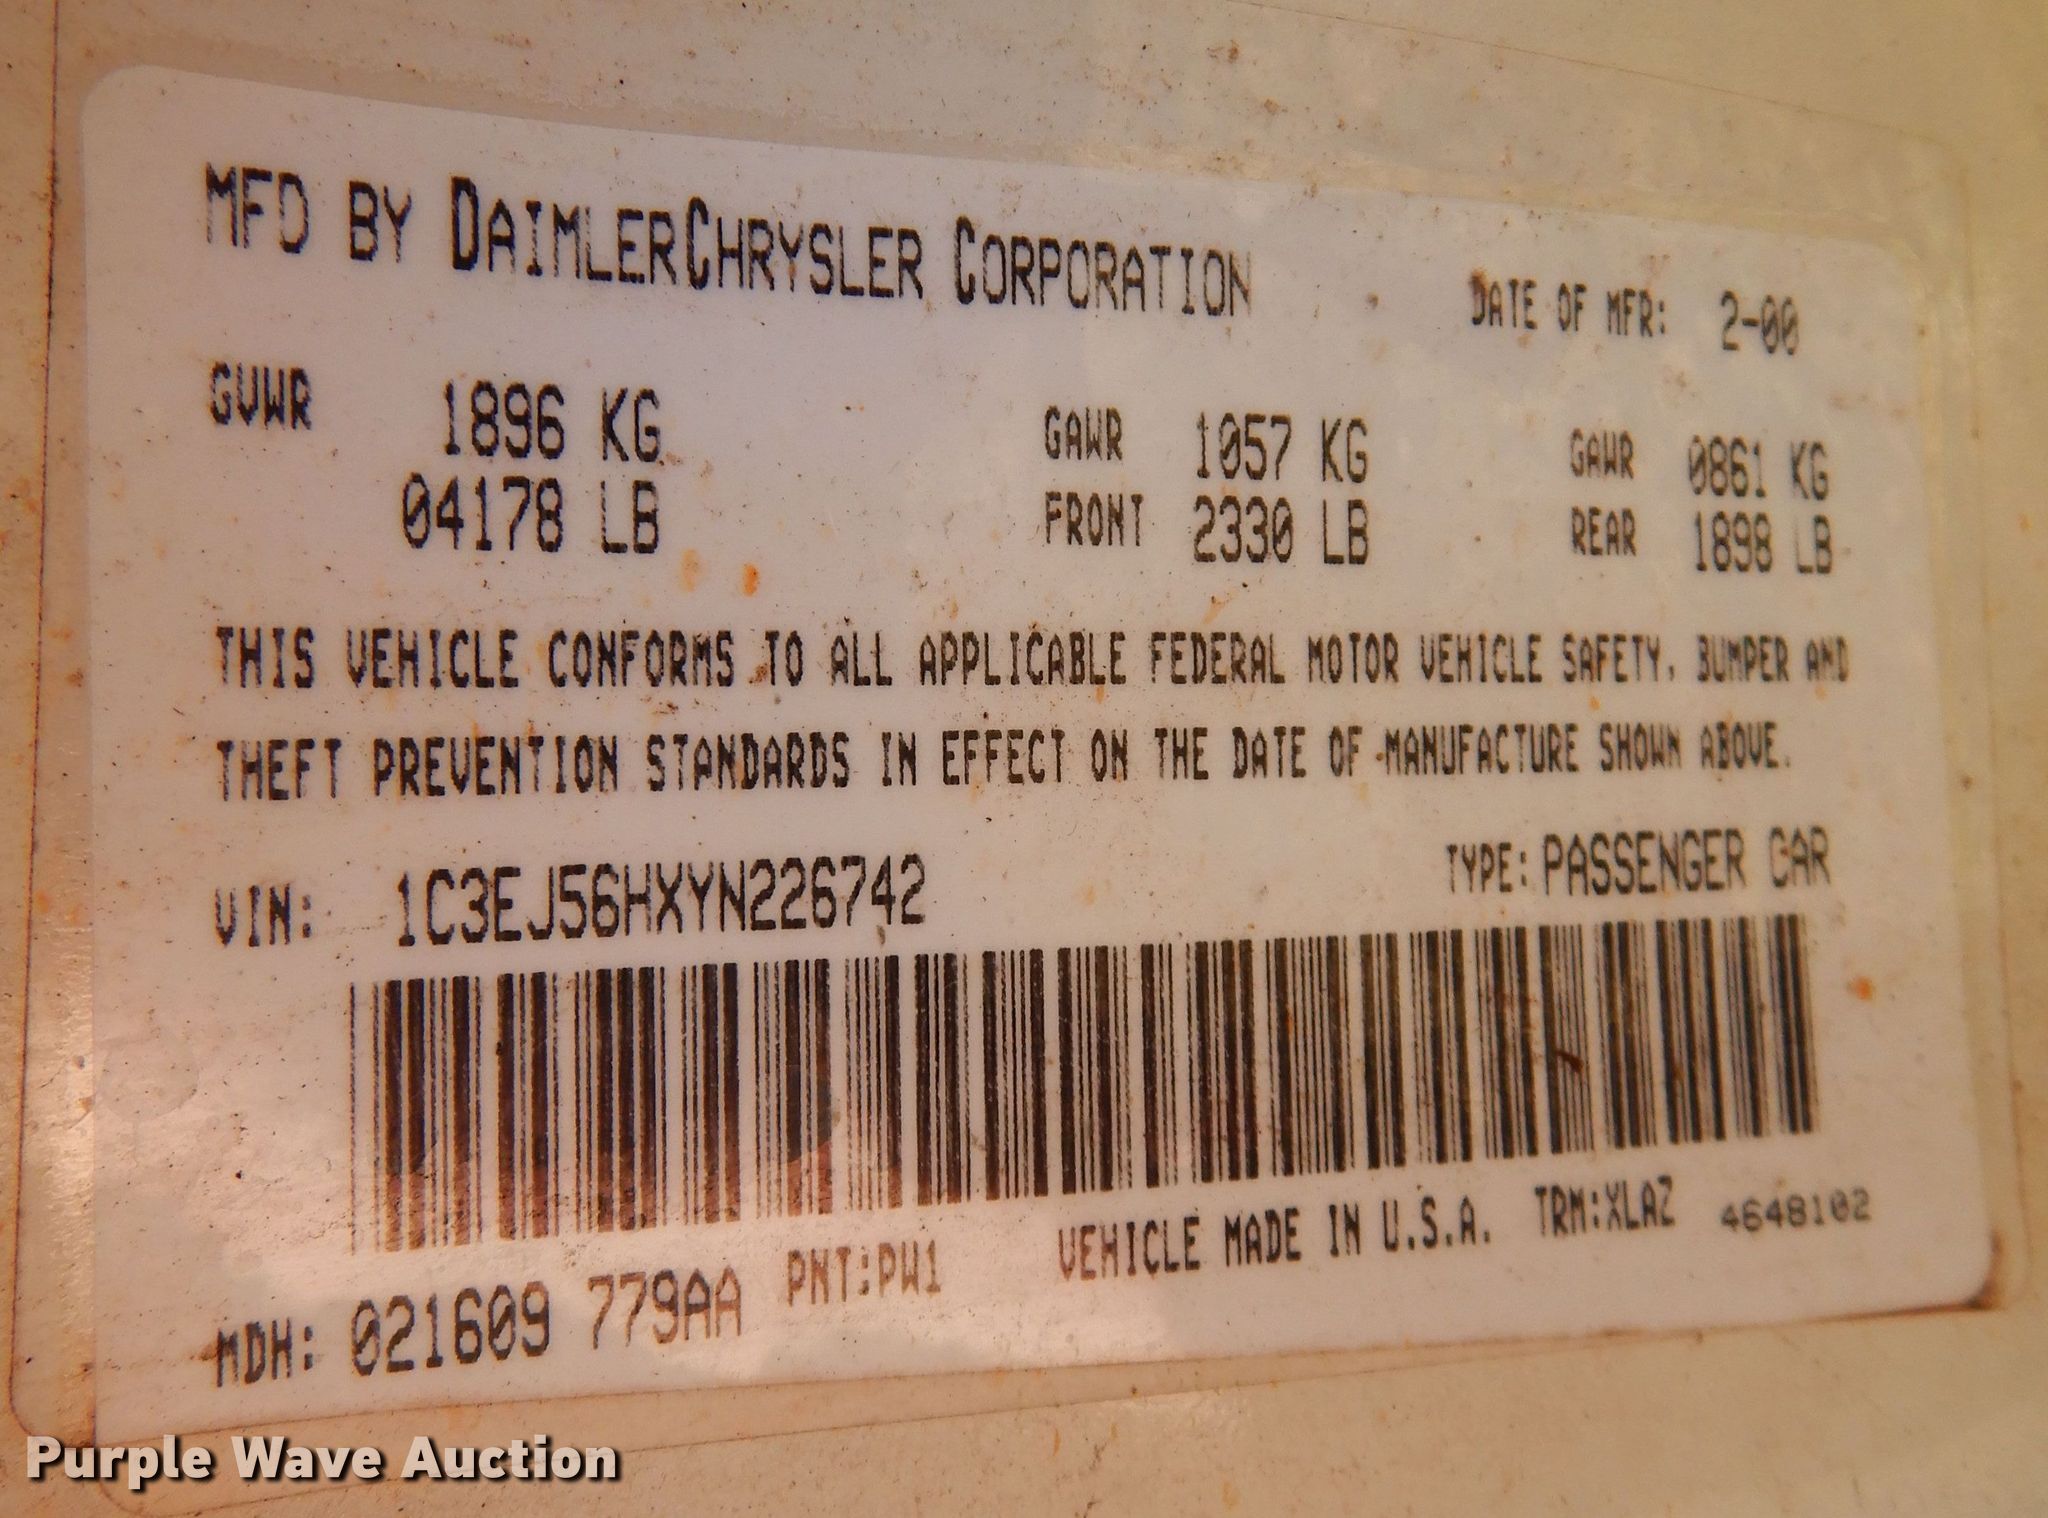 MFD BY DAIMLERCHRYSLER CORPORATION DATE OF MFR: 2-00
GVWR 1896 KG GAWR 1057 KG GAWR 0861 KG
04178 LB FRONT 2330 LB REAR 1898 LB
THIS VEHICLE CONFORMS TO ALL APPLICABLE FEDERAL MOTOR VEHICLE SAFETY, BUMPER AND
THEFT PREVENTION STANDARDS IN EFFECT ON THE DATE OF MANUFACTURE SHOWN ABOVE.
VIN: 1C3EJ56HXYN226742 TYPE: PASSENGER CAR
MDH: 021609 779AA PNT:PW1 VEHICLE MADE IN U.S.A. TRM:XLAZ 4648102
Purple Wave Auction